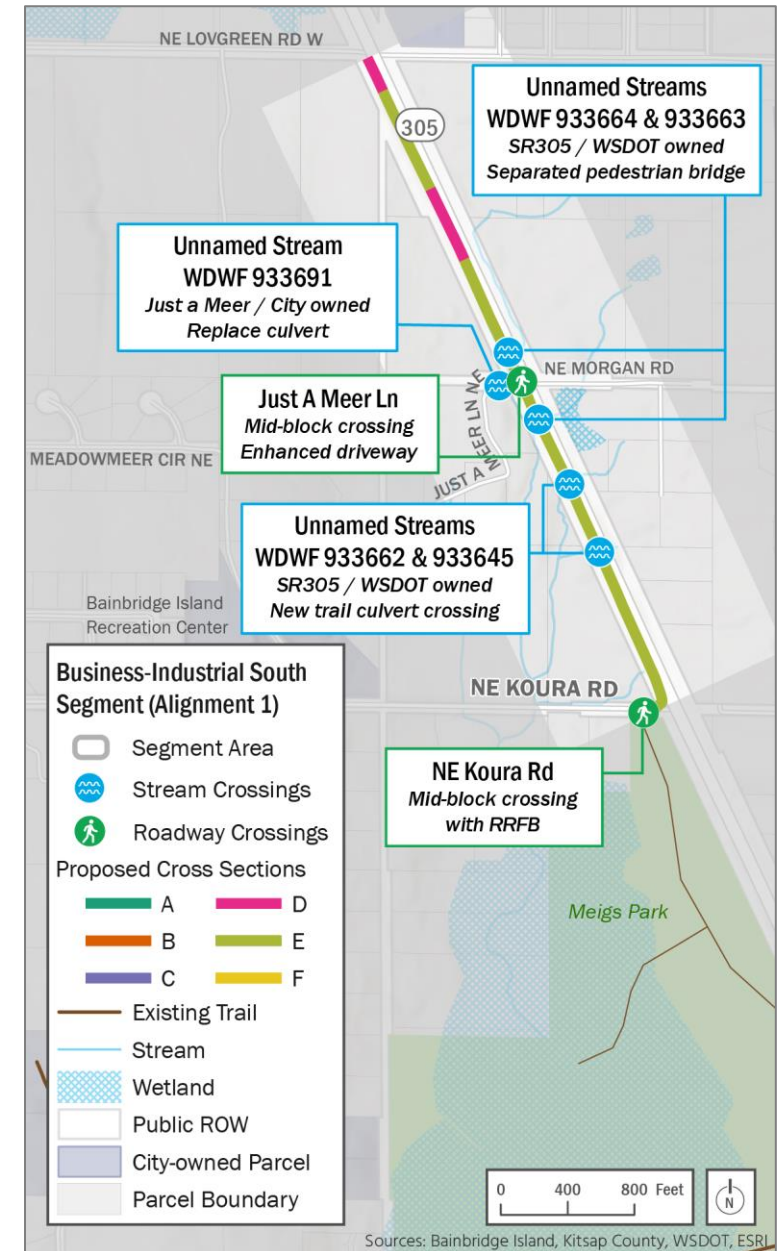 NE LOVGREEN RD W
305
Unnamed Streams
WDWF 933664 & 933663
SR305 / WSDOT owned
Separated pedestrian bridge
Unnamed Stream
WDWF 933691
Just a Meer / City owned
Replace culvert
NE MORGAN RD
Just A Meer Ln
Mid-block crossing
Enhanced driveway
JUST A MEER LN NE
MEADOWMEER CIR NE
Unnamed Streams
WDWF 933662 & 933645
SR305 / WSDOT owned
New trail culvert crossing
Bainbridge Island
Recreation Center
NE KOURA RD
NE Koura Rd
Mid-block crossing
with RRFB
Meigs Park
Business-Industrial South
Segment (Alignment 1)
Segment Area
Stream Crossings
Roadway Crossings
Proposed Cross Sections
A D
B E
C F
Existing Trail
Stream
Wetland
Public ROW
City-owned Parcel
Parcel Boundary
0 400 800 Feet
N
Sources: Bainbridge Island, Kitsap County, WSDOT, ESRI